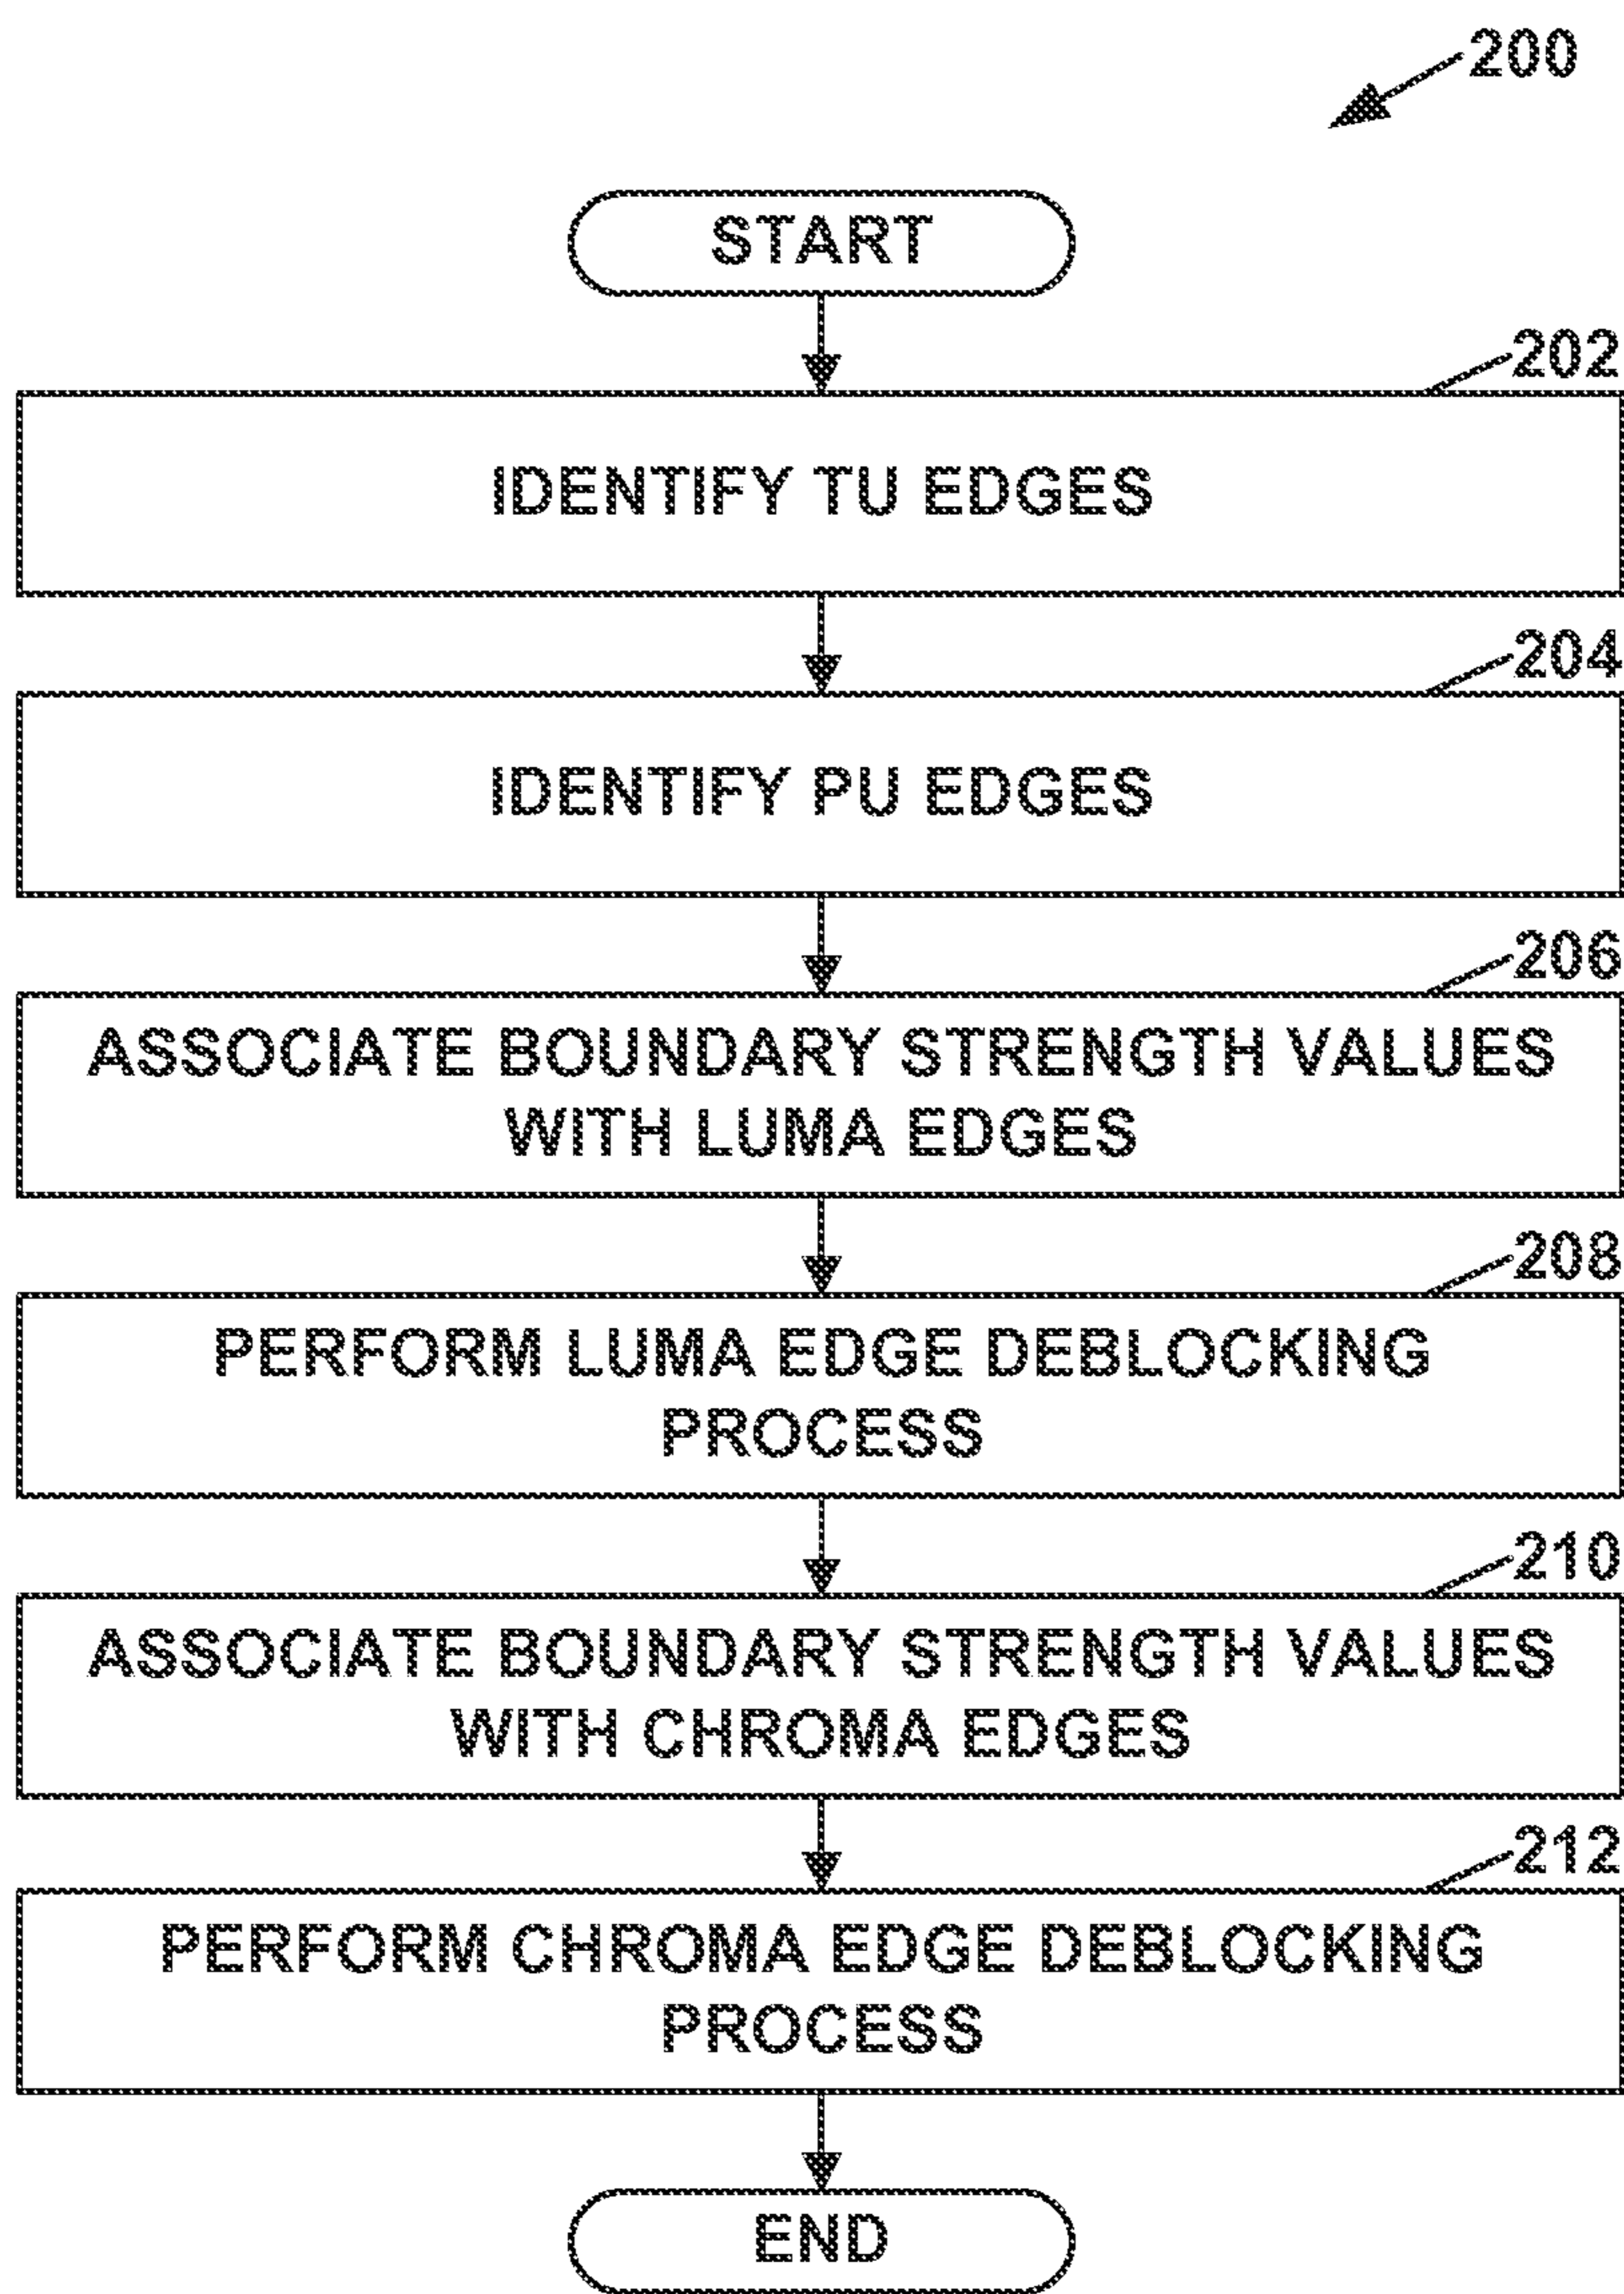 200
START
202
IDENTIFY TU EDGES
204
IDENTIFY PU EDGES
206
ASSOCIATE BOUNDARY STRENGTH VALUES
WITH LUMA EDGES
208
PERFORM LUMA EDGE DEBLOCKING
PROCESS
210
ASSOCIATE BOUNDARY STRENGTH VALUES
WITH CHROMA EDGES
212
PERFORM CHROMA EDGE DEBLOCKING
PROCESS
END